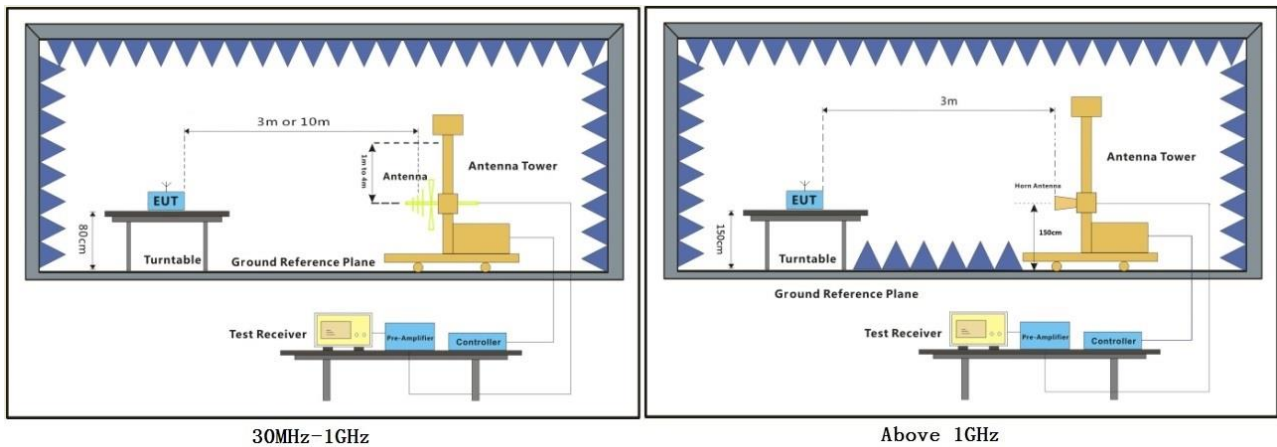 3m or 10m
1m to 4m
Antenna
Antenna Tower
EUT
80cm
Turntable
Ground Reference Plane
Test Receiver
Pre-Amplifier
Controller
30MHz-1GHz
3m
Antenna Tower
Horn Antenna
EUT
150cm
150cm
Turntable
Ground Reference Plane
Test Receiver
Pre-Amplifier
Controller
Above 1GHz